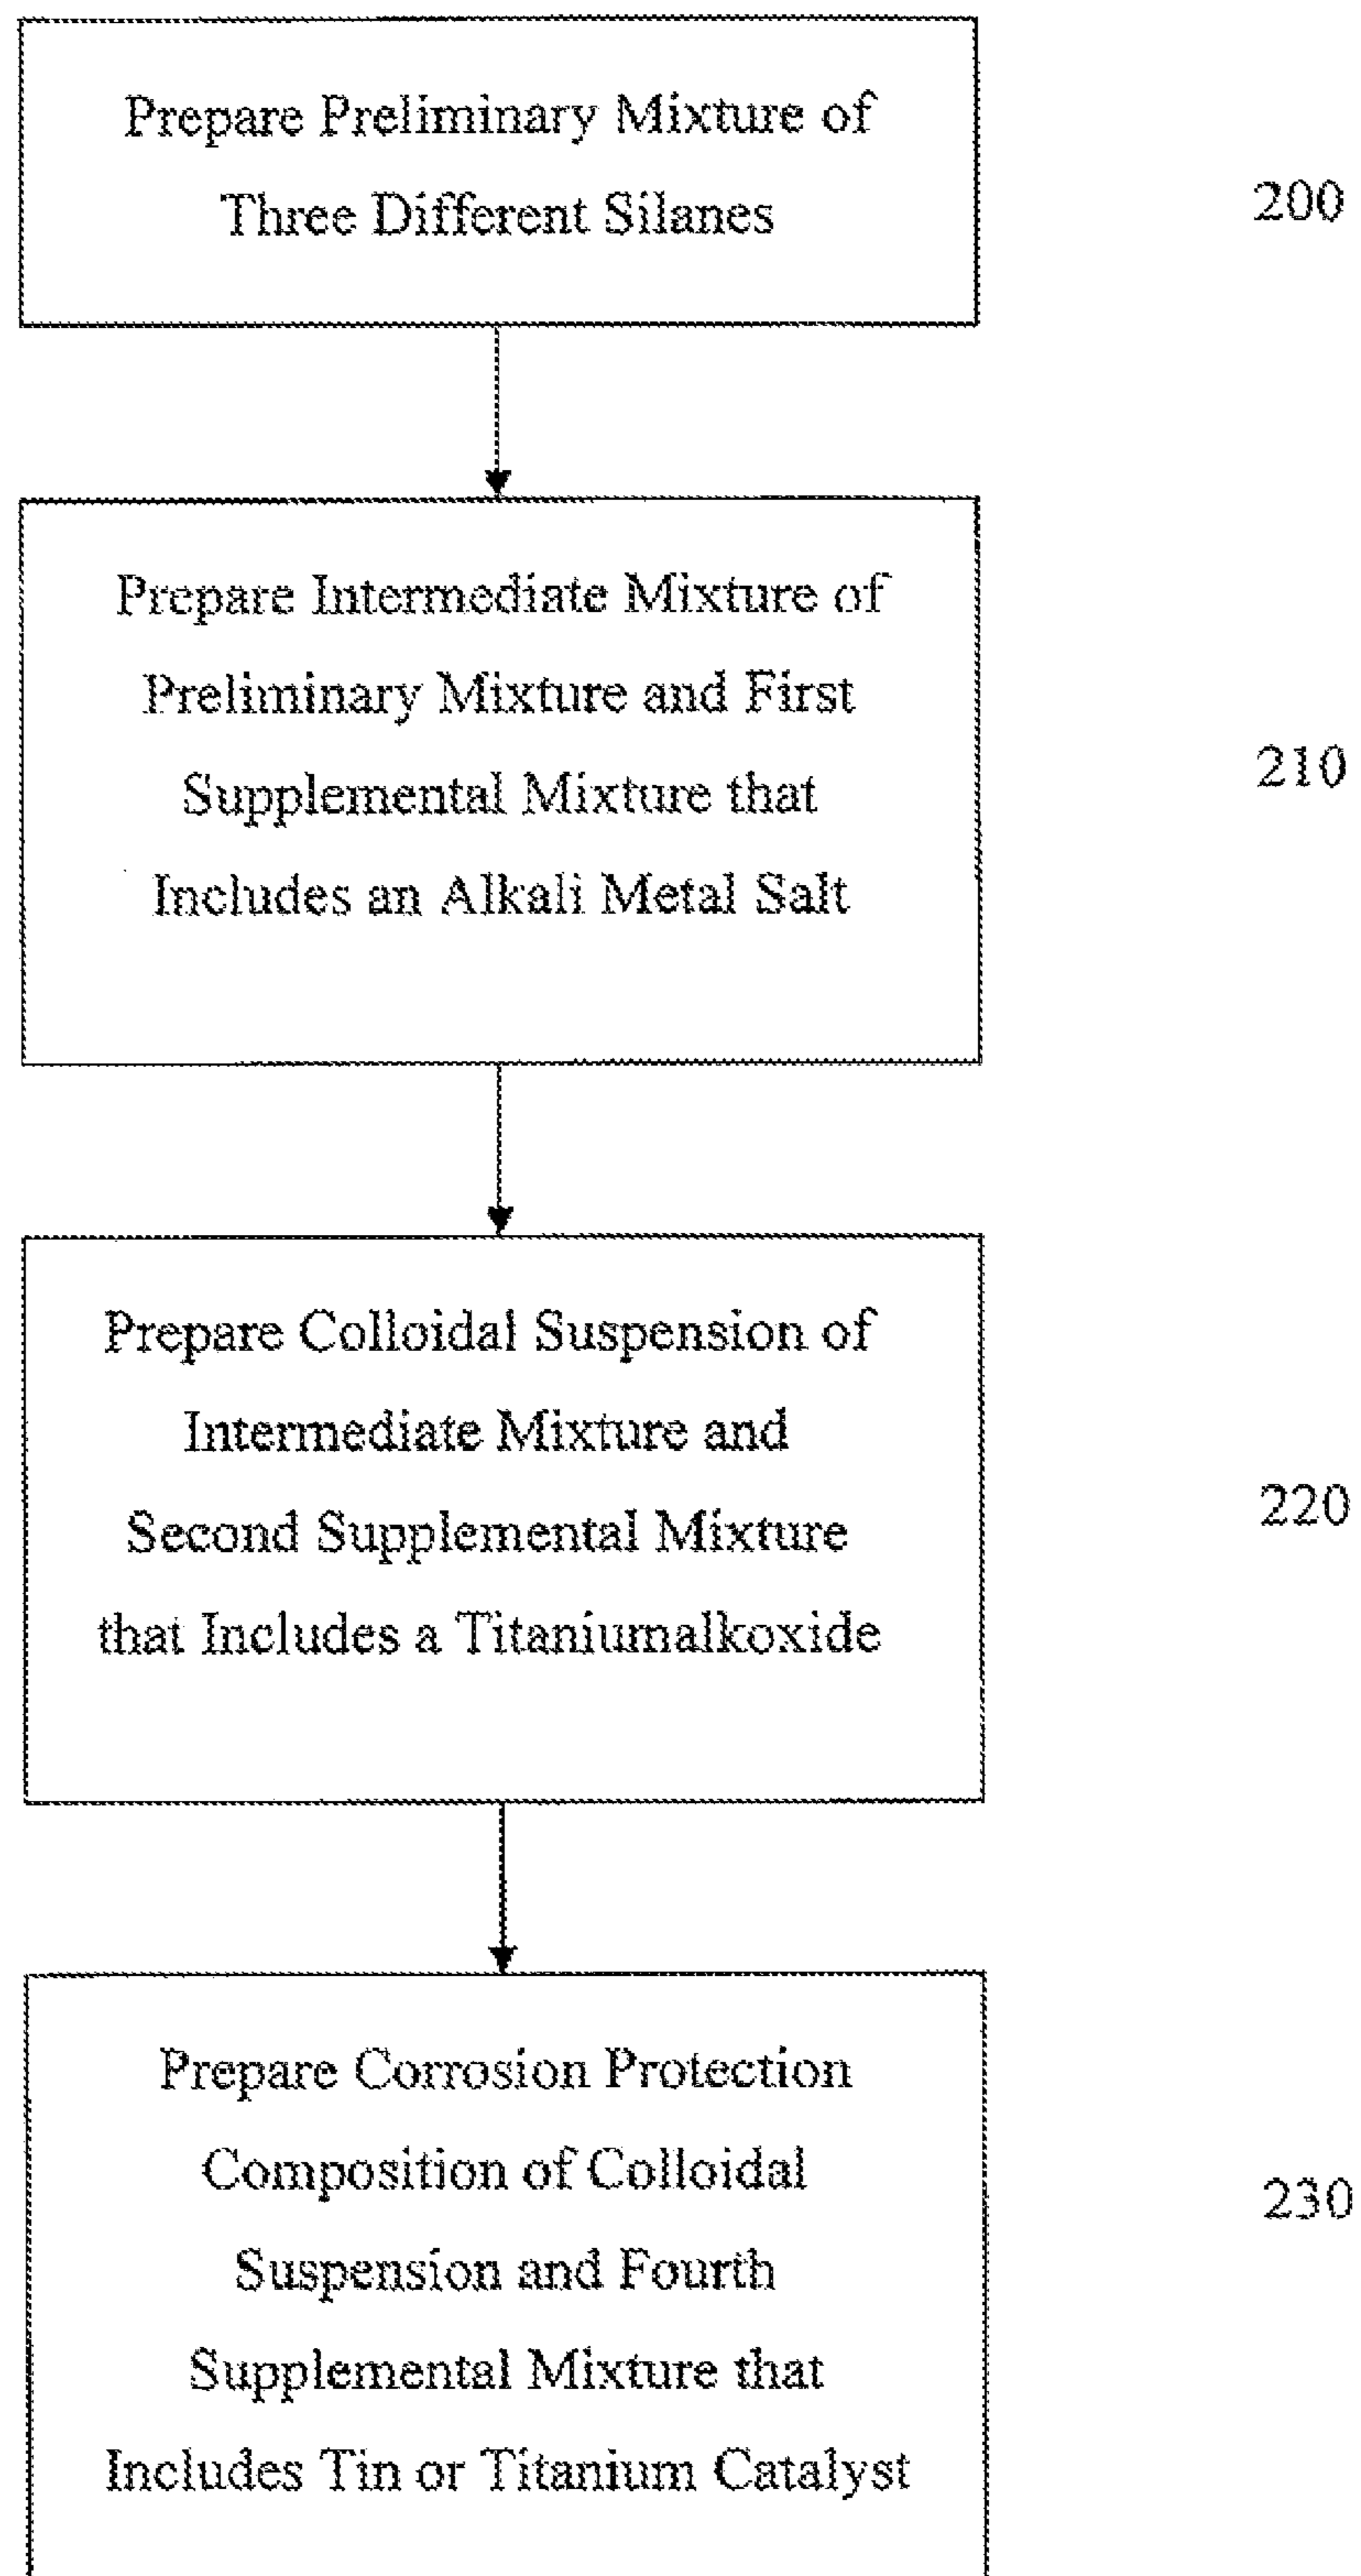 Prepare Preliminary Mixture of
Three Different Silanes
200
Prepare Intermediate Mixture of
Preliminary Mixture and First
Supplemental Mixture that
Includes an Alkali Metal Salt
210
Prepare Colloidal Suspension of
Intermediate Mixture and
Second Supplemental Mixture
that Includes a Titaniumalkoxide
220
Prepare Corrosion Protection
Composition of Colloidal
Suspension and Fourth
Supplemental Mixture that
Includes Tin or Titanium Catalyst
230